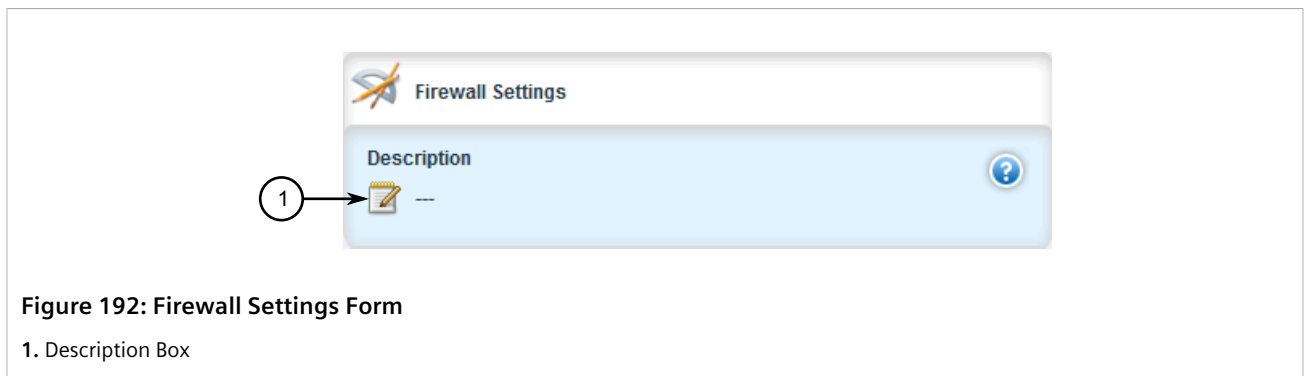 Firewall Settings
Description
?
1
---
Figure 192: Firewall Settings Form
1. Description Box